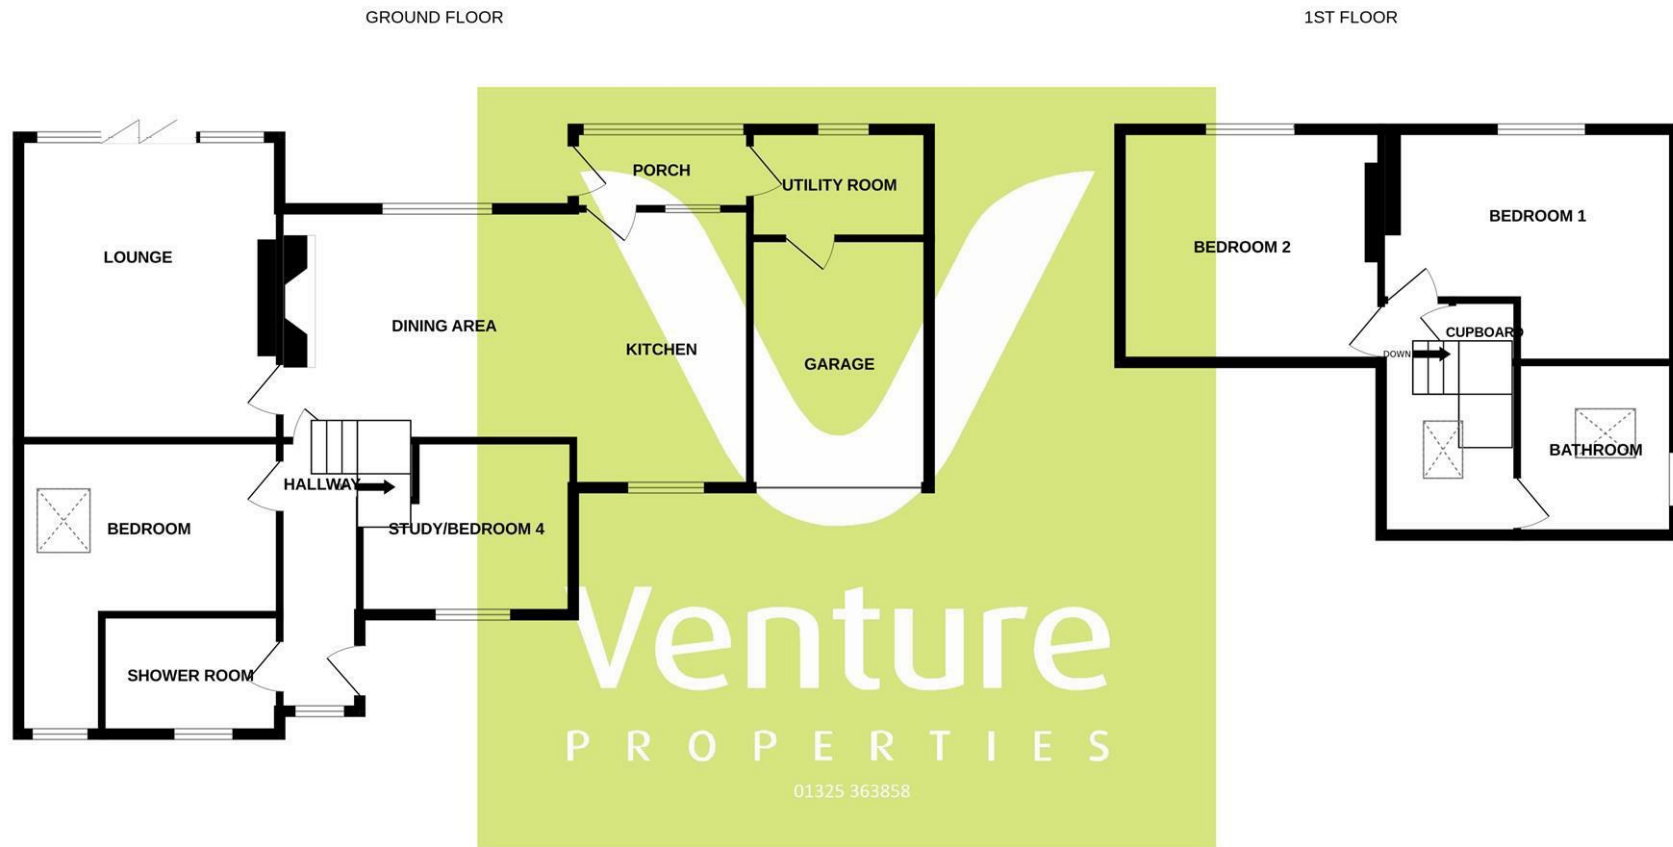 GROUND FLOOR
1ST FLOOR
PORCH
UTILITY ROOM
LOUNGE
DINING AREA
KITCHEN
GARAGE
HALLWAY
BEDROOM
STUDY/BEDROOM 4
SHOWER ROOM
BEDROOM 2
BEDROOM 1
CUPBOARD
DOWN
BATHROOM
Venture
PROPERTIES
01325 363858